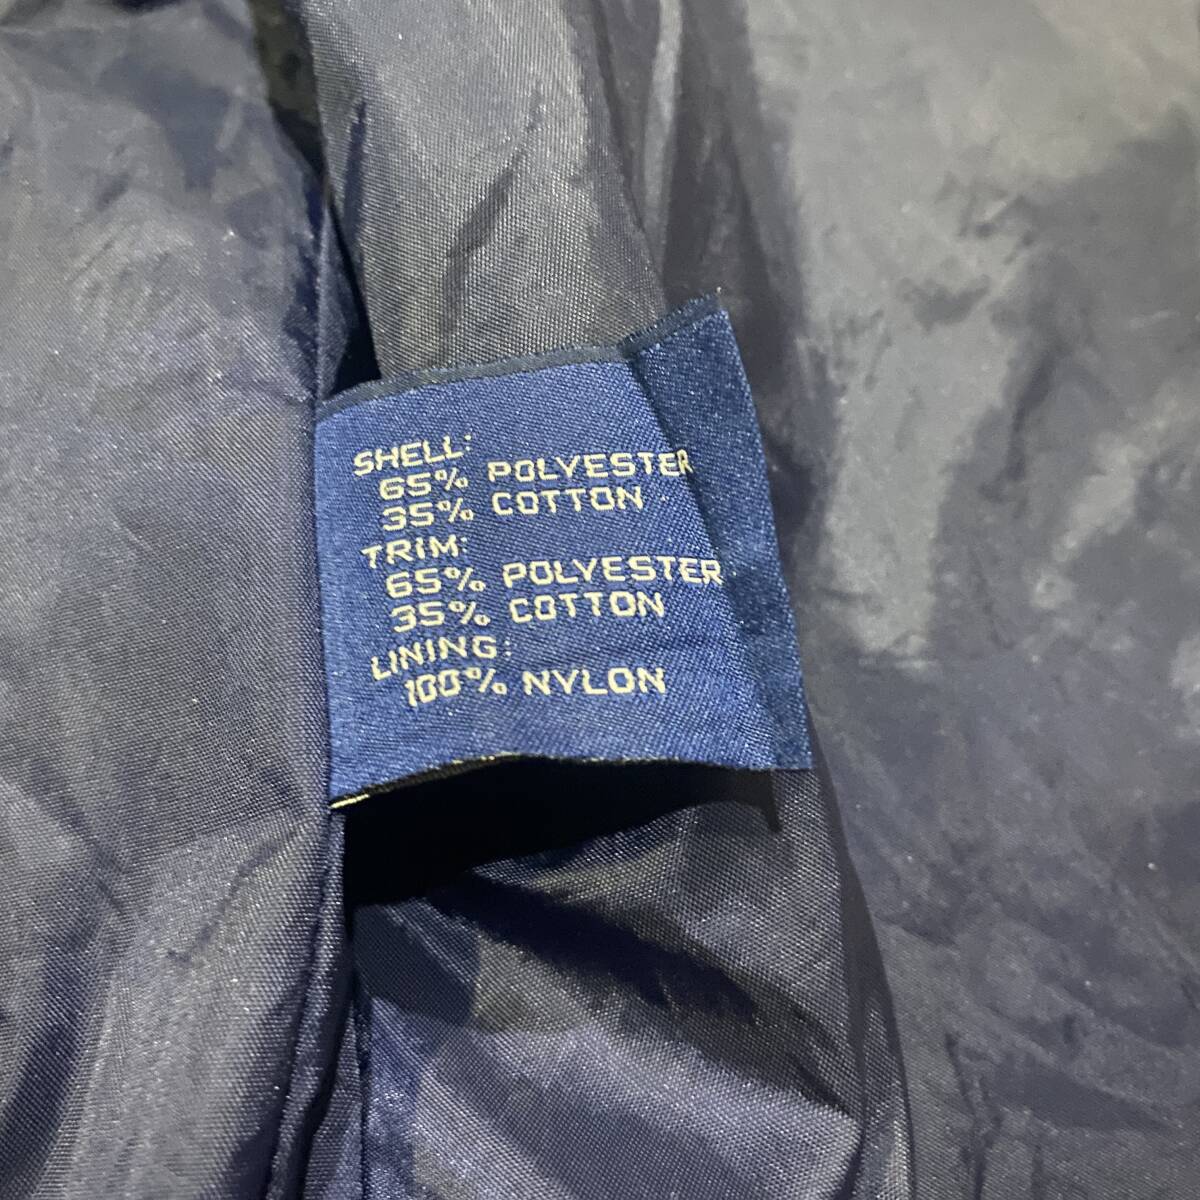 SHELL:
65% POLYESTER
35% COTTON
TRIM:
65% POLYESTER
35% COTTON
LINING:
100% NYLON